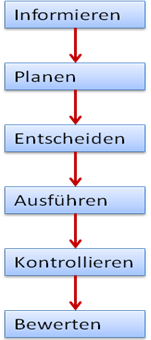 Informieren
Planen
Entscheiden
Ausführen
Kontrollieren
Bewerten